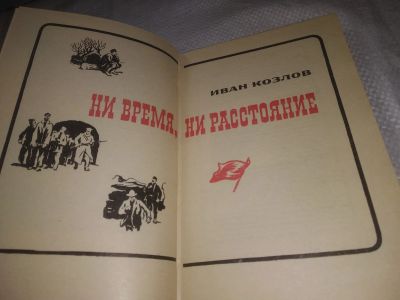 ИВАН КОЗЛОВ
НИ ВРЕМЯ, НИ РАССТОЯНИЕ